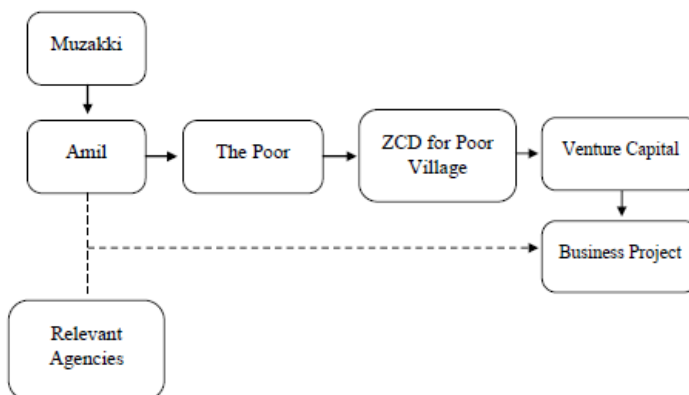 Muzakki
Amil
The Poor
ZCD for Poor
Village
Venture Capital
Business Project
Relevant
Agencies